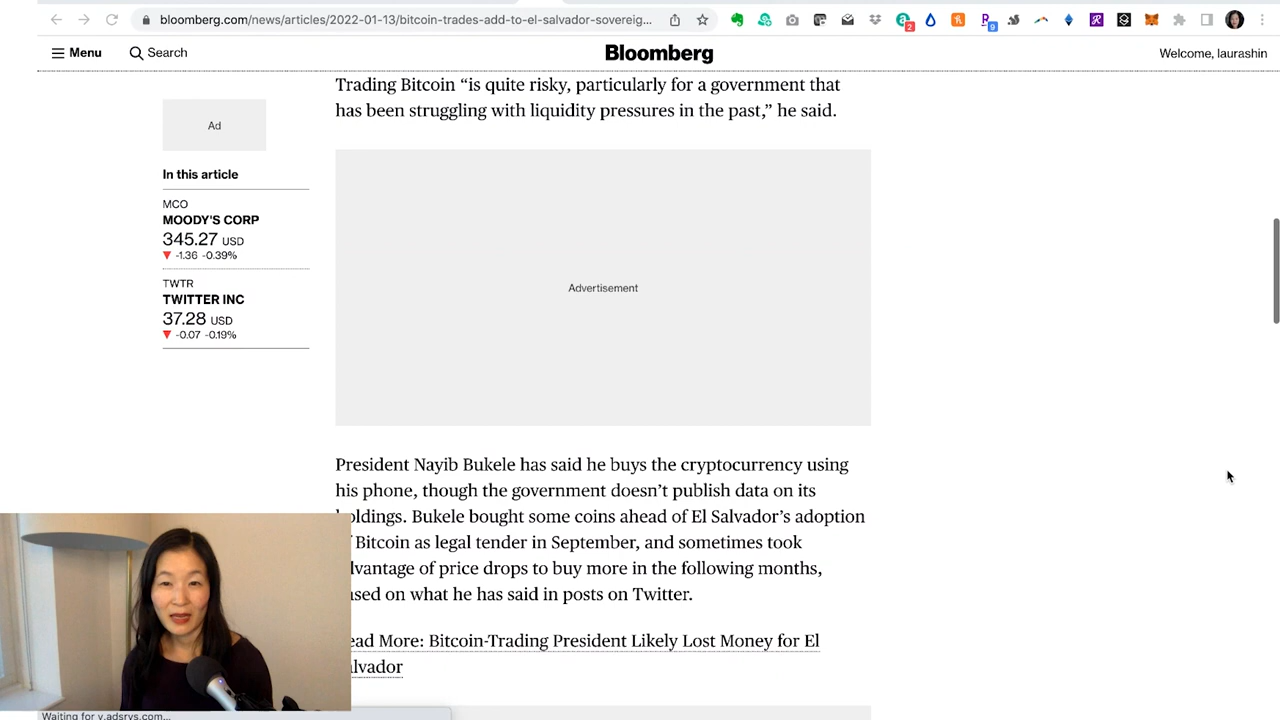 bloomberg.com/news/articles/2022-01-13/bitcoin-trades-add-to-el-salvador-sovereig...
2
9
Menu
Search
Bloomberg
Welcome, laurashin
Trading Bitcoin “is quite risky, particularly for a government that
has been struggling with liquidity pressures in the past,” he said.
Ad
In this article
MCO
MOODY'S CORP
345.27 USD
▼ -1.36 -0.39%
TWTR
TWITTER INC
37.28 USD
▼ -0.07 -0.19%
Advertisement
President Nayib Bukele has said he buys the cryptocurrency using
his phone, though the government doesn’t publish data on its
holdings. Bukele bought some coins ahead of El Salvador’s adoption
Bitcoin as legal tender in September, and sometimes took
lvantage of price drops to buy more in the following months,
ased on what he has said in posts on Twitter.
ead More: Bitcoin-Trading President Likely Lost Money for El
alvador
Waiting for v.adsrvs.com...